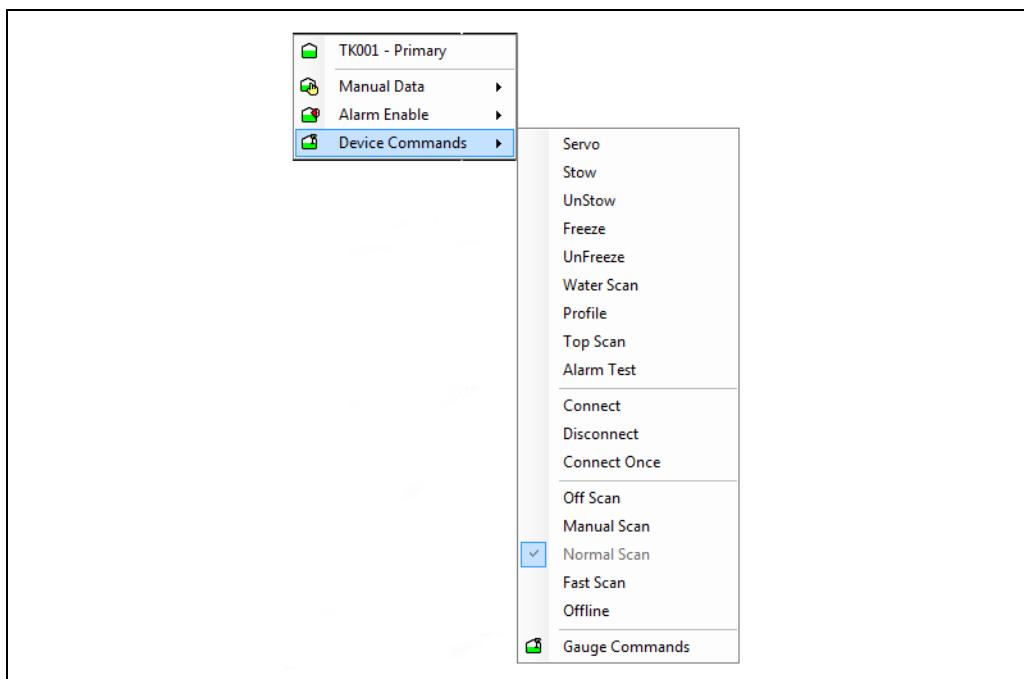 TK001 - Primary
Manual Data
Alarm Enable
Device Commands
Servo
Stow
UnStow
Freeze
UnFreeze
Water Scan
Profile
Top Scan
Alarm Test
Connect
Disconnect
Connect Once
Off Scan
Manual Scan
Normal Scan
Fast Scan
Offline
Gauge Commands